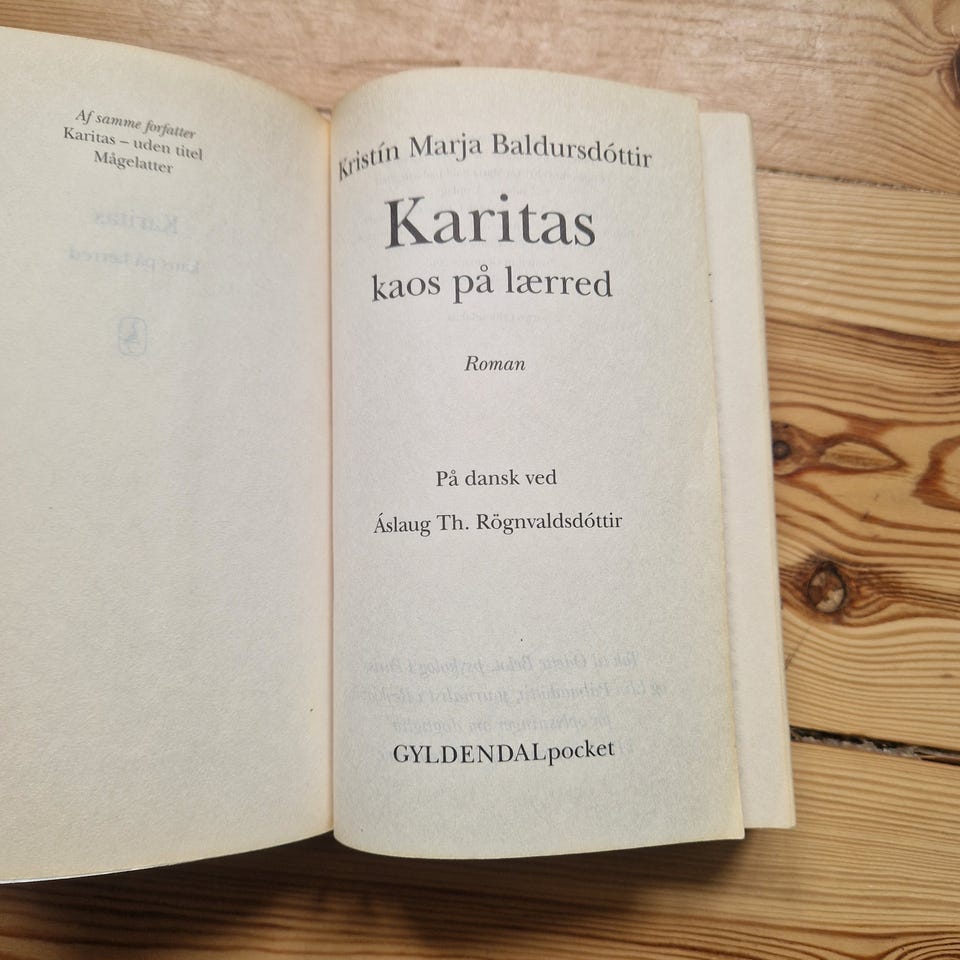 Af samme forfatter
Karitas – uden titel
Mågelatter
Kristín Marja Baldursdóttir
Karitas
kaos på lærred
Roman
På dansk ved
Áslaug Th. Rögnvaldsdóttir
GYLDENDALpocket